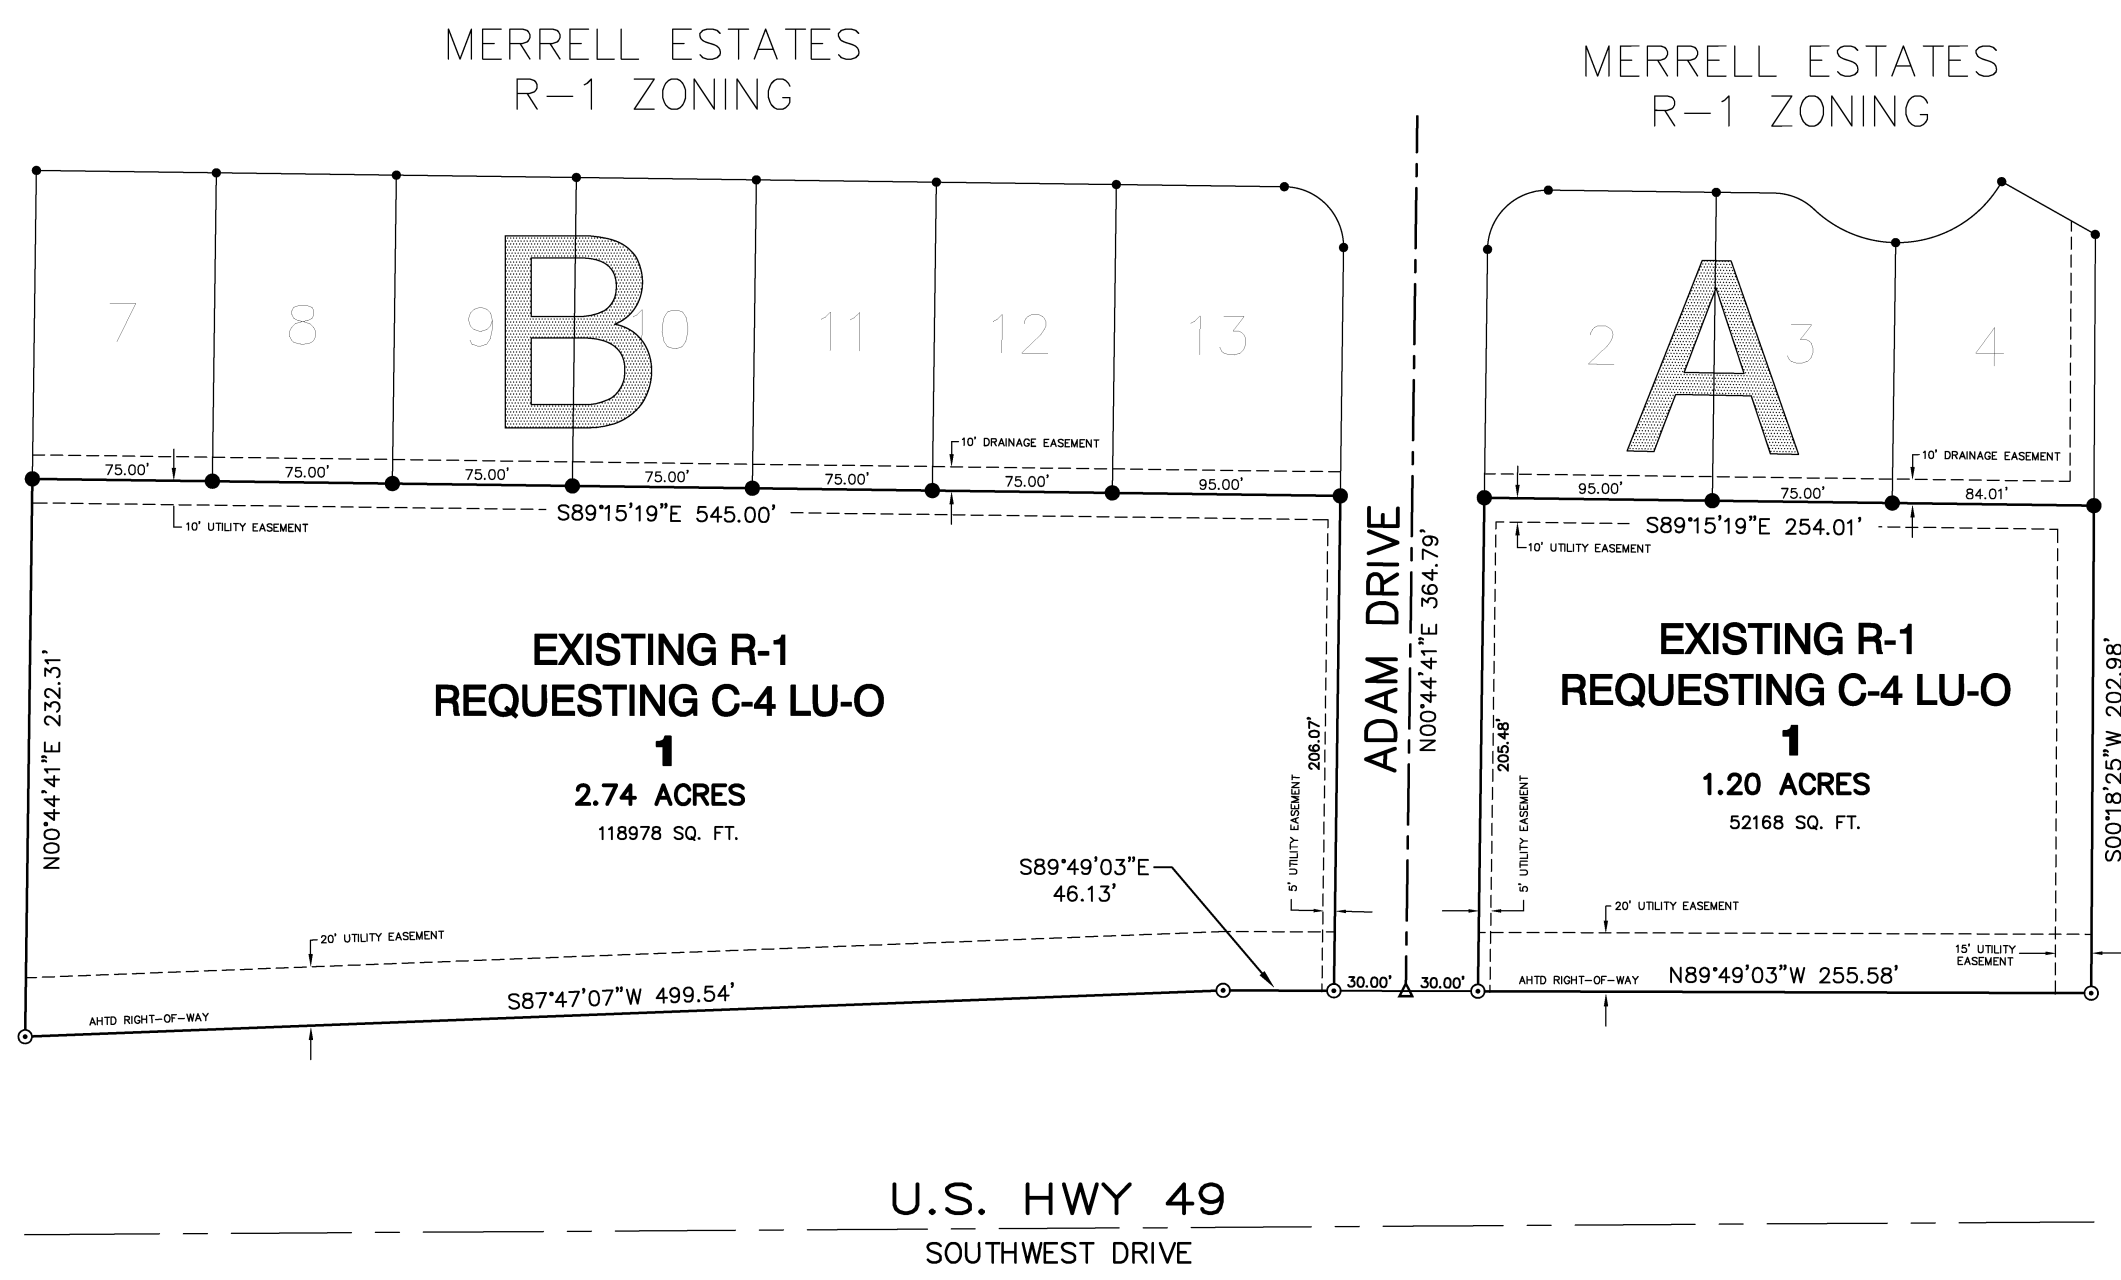 MERRELL ESTATES
R-1 ZONING
MERRELL ESTATES
R-1 ZONING
7
8
9
10
11
12
13
B
2
3
4
A
10' DRAINAGE EASEMENT
10' DRAINAGE EASEMENT
75.00'
75.00'
75.00'
75.00'
75.00'
75.00'
95.00'
95.00'
75.00'
84.01'
S89°15'19"E 545.00'
S89°15'19"E 254.01'
10' UTILITY EASEMENT
10' UTILITY EASEMENT
ADAM DRIVE
N00°44'41"E 364.79'
N00°44'41"E 232.31'
EXISTING R-1
REQUESTING C-4 LU-O
1
2.74 ACRES
118978 SQ. FT.
206.07'
5' UTILITY EASEMENT
205.48'
5' UTILITY EASEMENT
EXISTING R-1
REQUESTING C-4 LU-O
1
1.20 ACRES
52168 SQ. FT.
S00°18'25"W 202.98'
S89°49'03"E
46.13'
20' UTILITY EASEMENT
20' UTILITY EASEMENT
15' UTILITY
EASEMENT
30.00'
30.00'
AHTD RIGHT-OF-WAY
N89°49'03"W 255.58'
S87°47'07"W 499.54'
AHTD RIGHT-OF-WAY
U.S. HWY 49
SOUTHWEST DRIVE